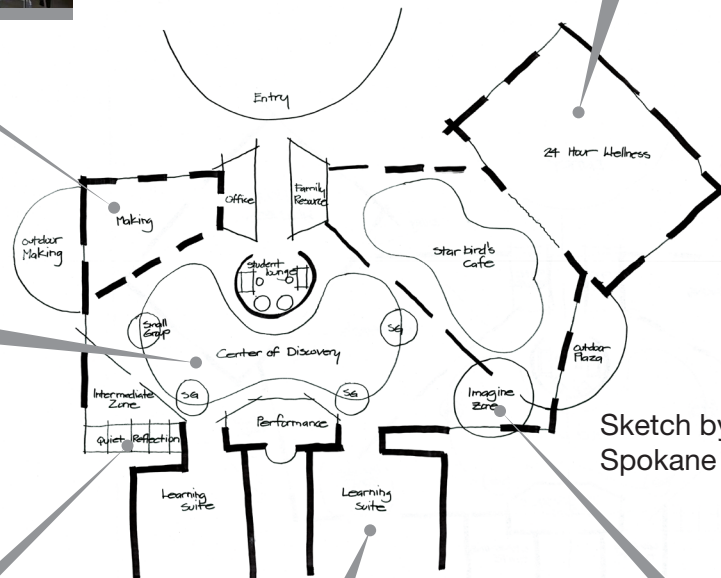 Entry
24 Hour Wellness
Office
Family
Resource
Making
Outdoor
Making
Starbird's
Cafe
Student
lounge
Small
Group
SG
Center of Discovery
Outdoor
Plaza
Intermediate
Zone
SG
SG
Imagine
Zone
Performance
Quiet Reflection
Sketch by
Spokane
Learning
suite
Learning
suite